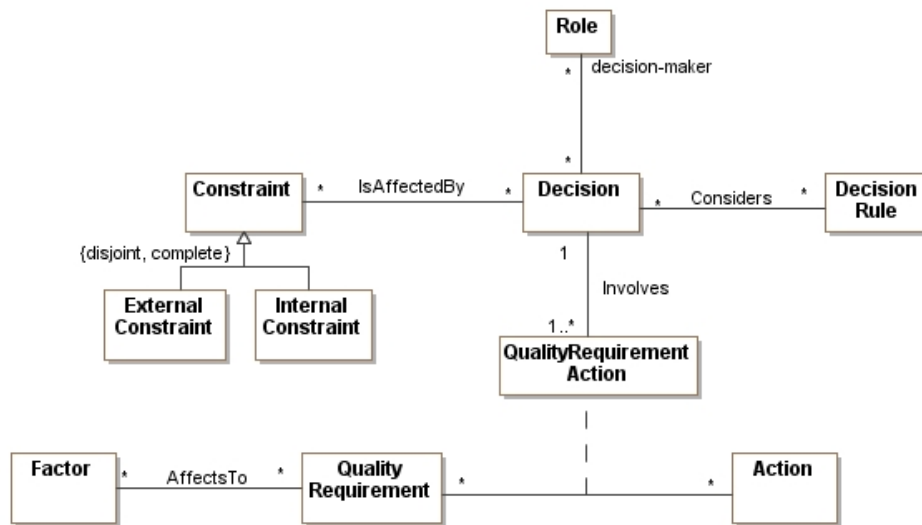 Role
* decision-maker
*
Constraint * IsAffectedBy * Decision * Considers * Decision
Rule
{disjoint, complete}
1
External
Constraint
Internal
Constraint
Involves
1..*
QualityRequirement
Action
Factor * AffectsTo * Quality
Requirement * * Action